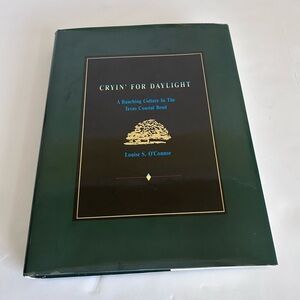 CRYIN' FOR DAYLIGHT
A Ranching Culture In The
Texas Coastal Bend
Louise S. O'Connor